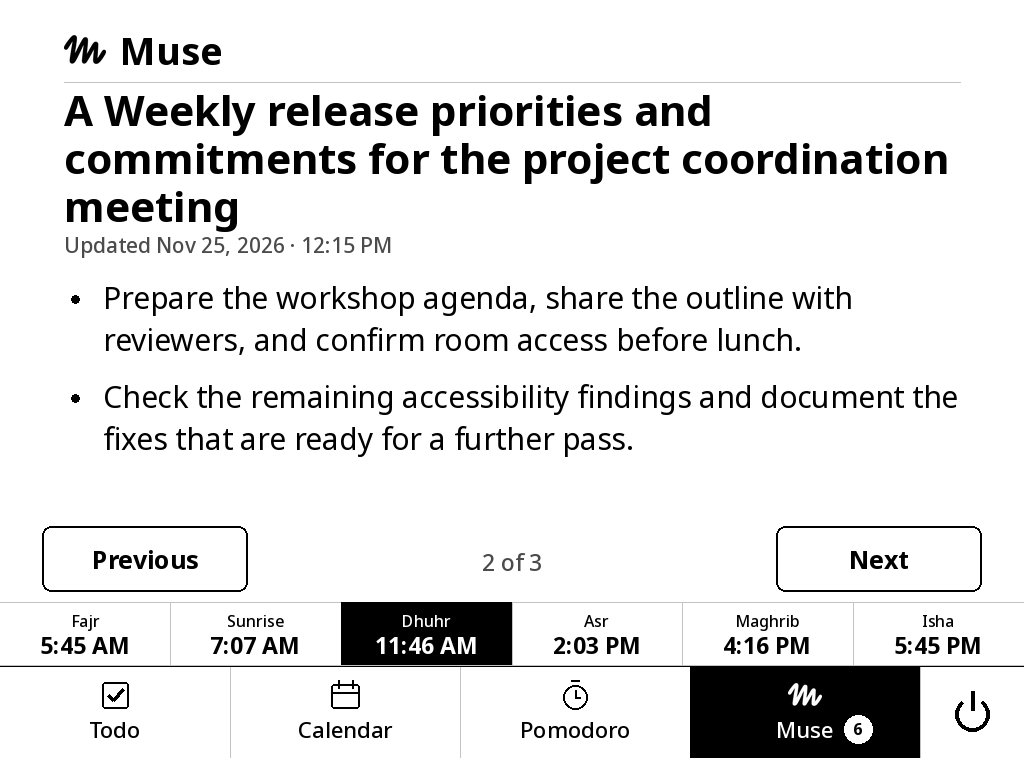 Muse
A Weekly release priorities and
commitments for the project coordination
meeting
Updated Nov 25, 2026 · 12:15 PM
• Prepare the workshop agenda, share the outline with
reviewers, and confirm room access before lunch.
• Check the remaining accessibility findings and document the
fixes that are ready for a further pass.
Previous
2 of 3
Next
Fajr
5:45 AM
Sunrise
7:07 AM
Dhuhr
11:46 AM
Asr
2:03 PM
Maghrib
4:16 PM
Isha
5:45 PM
Todo
Calendar
Pomodoro
Muse 6